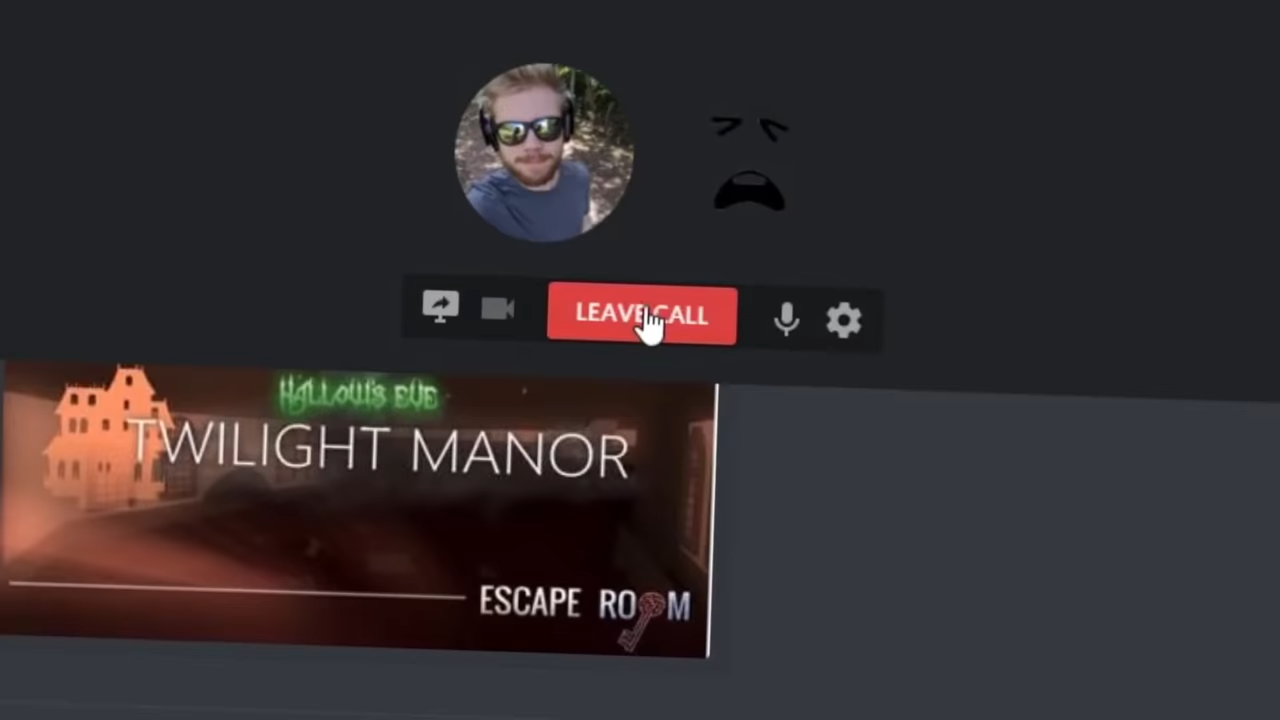 LEAVE CALL
HALLOW'S EVE
TWILIGHT MANOR
ESCAPE ROOM